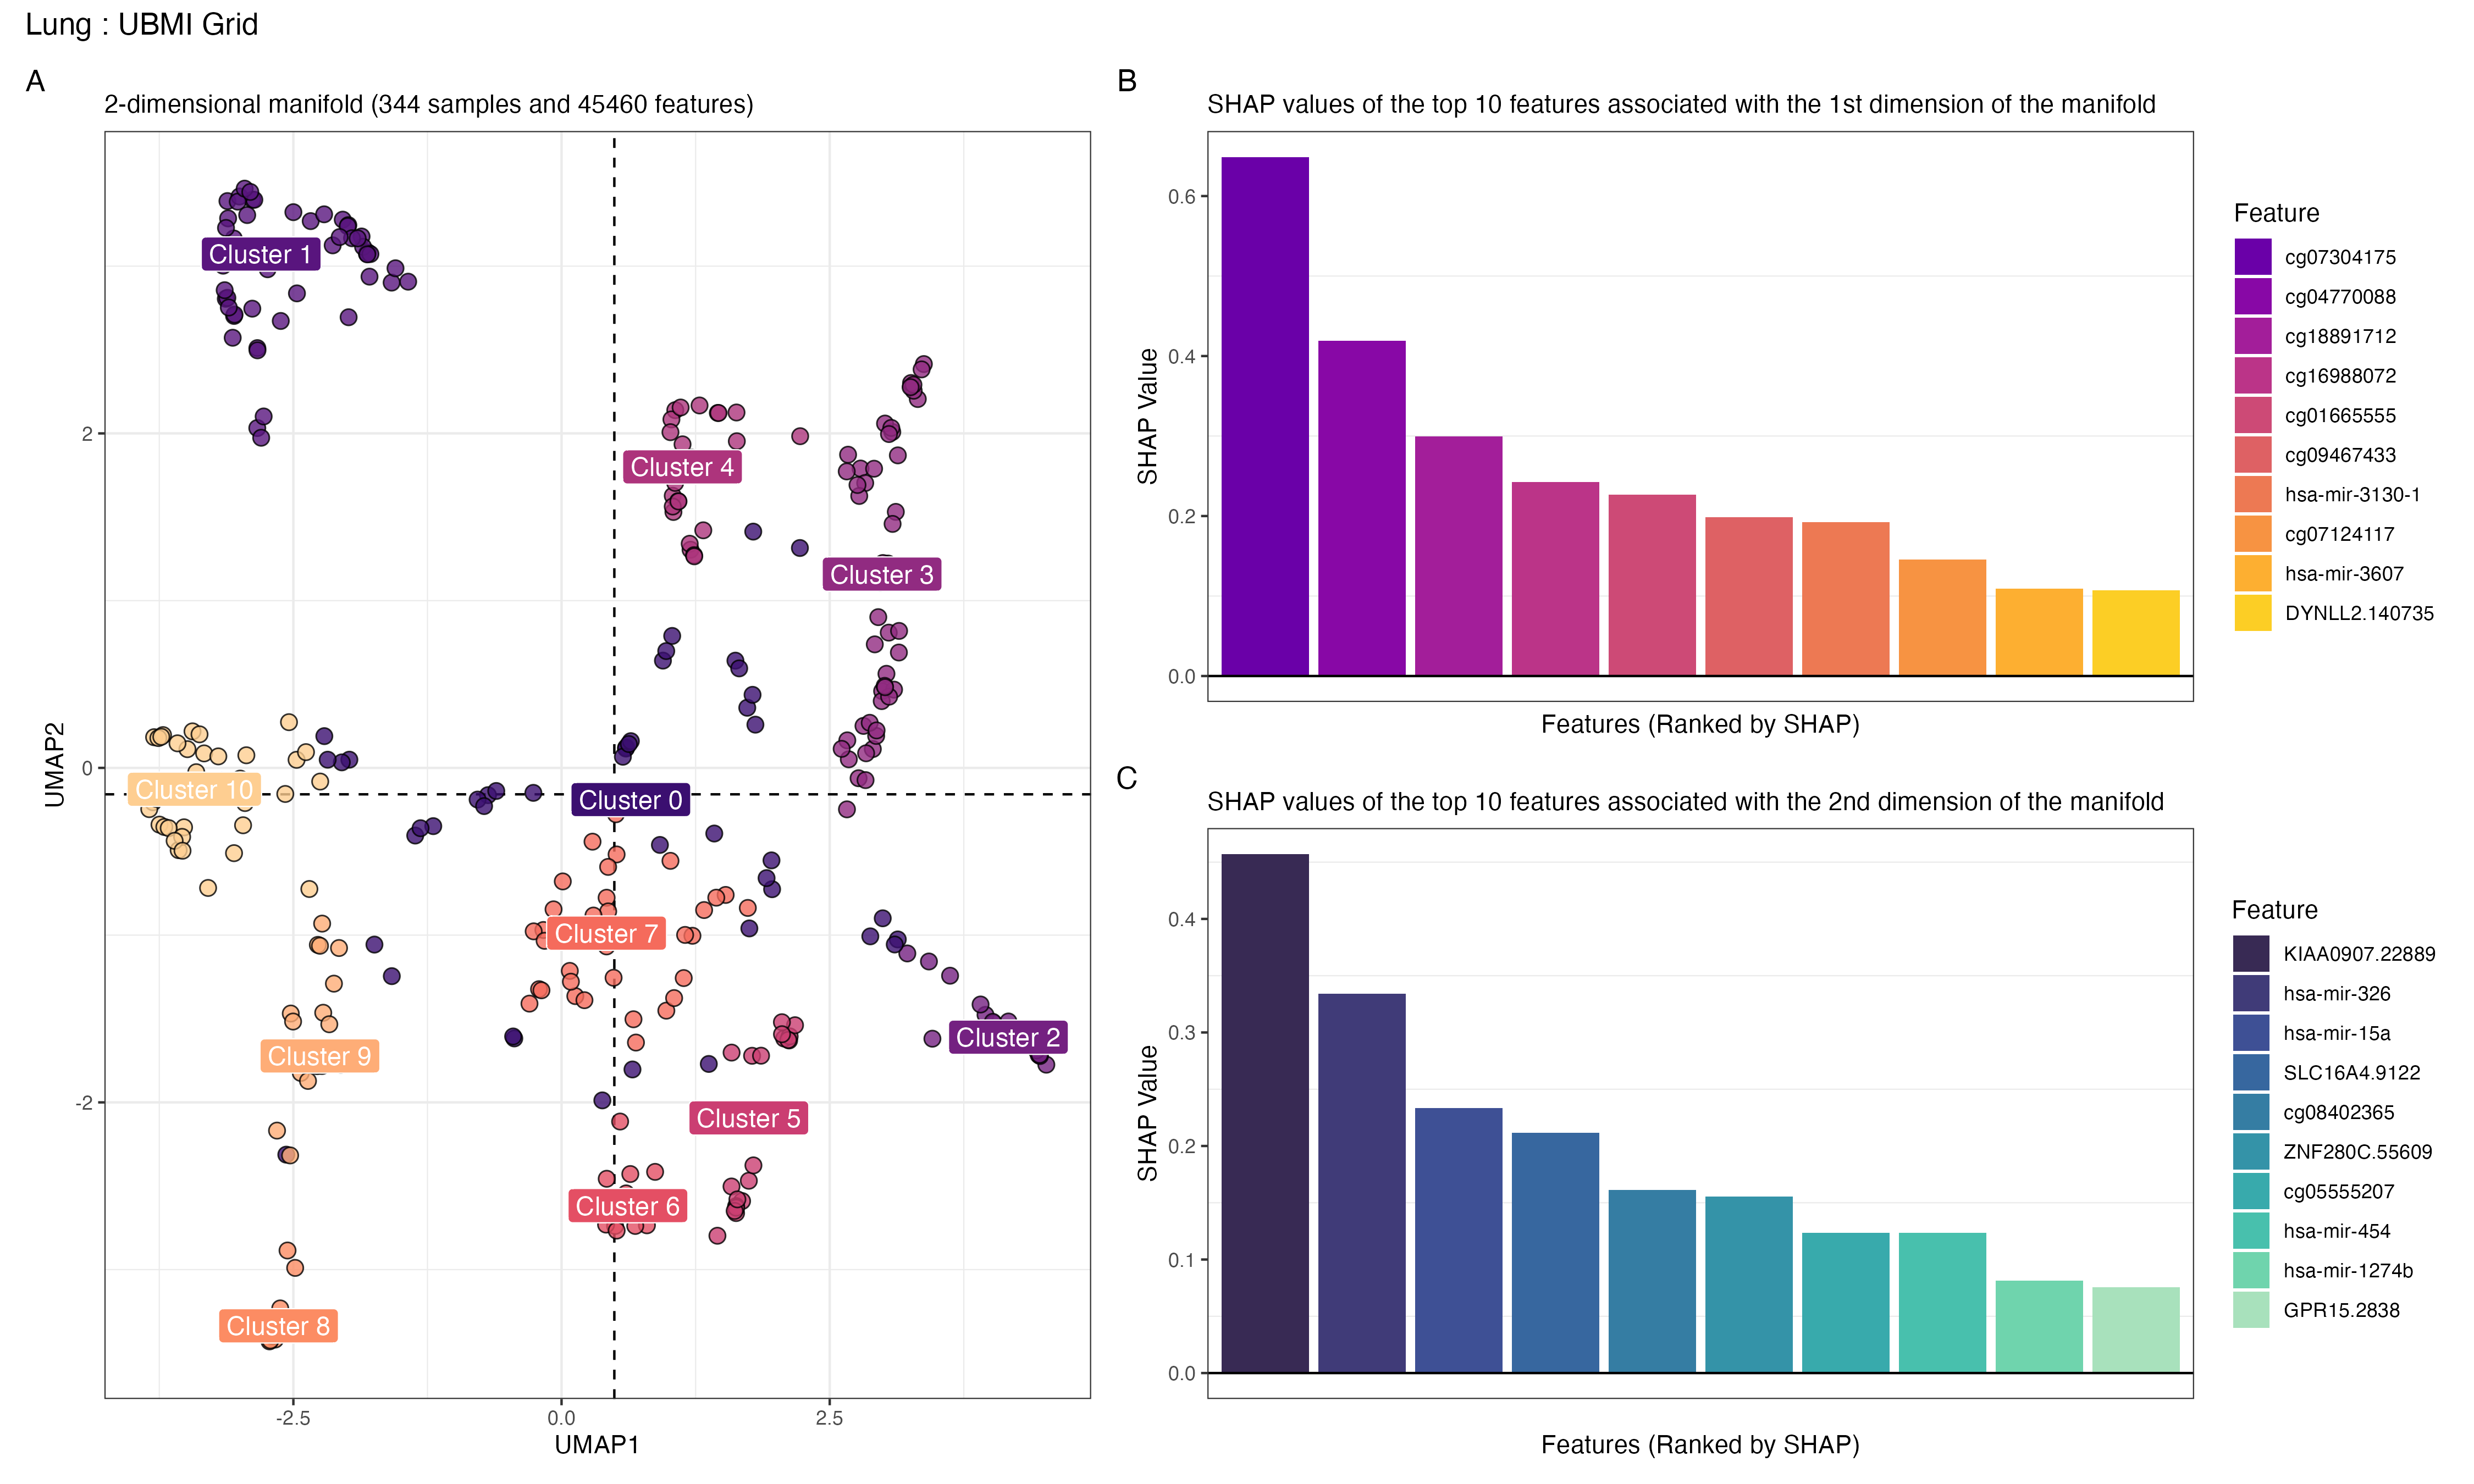 Lung : UBMI Grid
A
2-dimensional manifold (344 samples and 45460 features)
Cluster 1
Cluster 4
Cluster 3
Cluster 10
Cluster 0
Cluster 7
Cluster 2
Cluster 9
Cluster 5
Cluster 6
Cluster 8
2
0
-2
UMAP2
-2.5
0.0
2.5
UMAP1
B
SHAP values of the top 10 features associated with the 1st dimension of the manifold
0.6
0.4
0.2
0.0
SHAP Value
Features (Ranked by SHAP)
Feature
cg07304175
cg04770088
cg18891712
cg16988072
cg01665555
cg09467433
hsa-mir-3130-1
cg07124117
hsa-mir-3607
DYNLL2.140735
C
SHAP values of the top 10 features associated with the 2nd dimension of the manifold
0.4
0.3
0.2
0.1
0.0
SHAP Value
Features (Ranked by SHAP)
Feature
KIAA0907.22889
hsa-mir-326
hsa-mir-15a
SLC16A4.9122
cg08402365
ZNF280C.55609
cg05555207
hsa-mir-454
hsa-mir-1274b
GPR15.2838